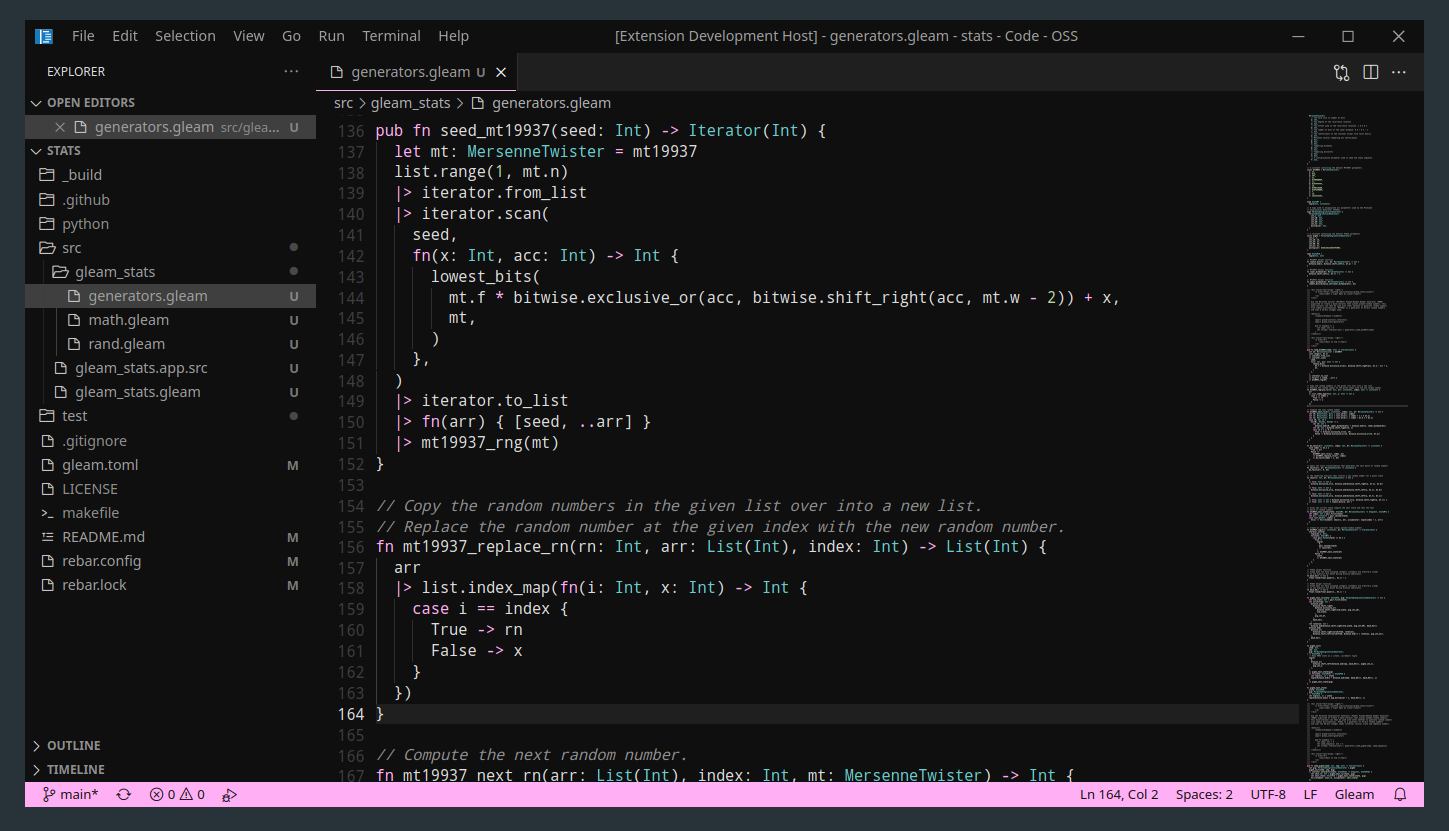 File Edit Selection View Go Run Terminal Help [Extension Development Host] - generators.gleam - stats - Code - OSS
EXPLORER ···
generators.gleam U
OPEN EDITORS
generators.gleam src/glea... U
STATS
_build
.github
python
src
gleam_stats
generators.gleam U
math.gleam U
rand.gleam U
gleam_stats.app.src U
gleam_stats.gleam U
test
.gitignore
gleam.toml M
LICENSE
makefile
README.md M
rebar.config M
rebar.lock M
OUTLINE
TIMELINE
src > gleam_stats > generators.gleam
136 pub fn seed_mt19937(seed: Int) -> Iterator(Int) {
137   let mt: MersenneTwister = mt19937
138   list.range(1, mt.n)
139   |> iterator.from_list
140   |> iterator.scan(
141     seed,
142     fn(x: Int, acc: Int) -> Int {
143       lowest_bits(
144         mt.f * bitwise.exclusive_or(acc, bitwise.shift_right(acc, mt.w - 2)) + x,
145         mt,
146       )
147     },
148   )
149   |> iterator.to_list
150   |> fn(arr) { [seed, ..arr] }
151   |> mt19937_rng(mt)
152 }
153
154 // Copy the random numbers in the given list over into a new list.
155 // Replace the random number at the given index with the new random number.
156 fn mt19937_replace_rn(rn: Int, arr: List(Int), index: Int) -> List(Int) {
157   arr
158   |> list.index_map(fn(i: Int, x: Int) -> Int {
159     case i == index {
160       True -> rn
161       False -> x
162     }
163   })
164 }
165
166 // Compute the next random number.
167 fn mt19937_next_rn(arr: List(Int), index: Int, mt: MersenneTwister) -> Int {
main* 0 0 Ln 164, Col 2 Spaces: 2 UTF-8 LF Gleam